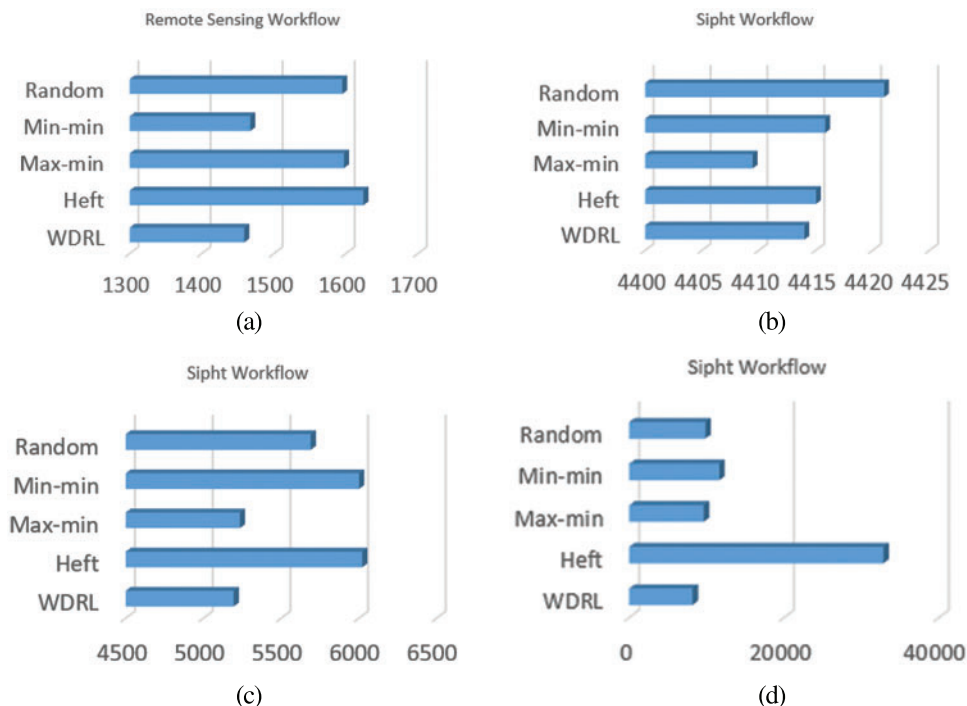 Remote Sensing Workflow
Random
Min-min
Max-min
Heft
WDRL
1300 1400 1500 1600 1700
(a)
Sipht Workflow
Random
Min-min
Max-min
Heft
WDRL
4400 4405 4410 4415 4420 4425
(b)
Sipht Workflow
Random
Min-min
Max-min
Heft
WDRL
4500 5000 5500 6000 6500
(c)
Sipht Workflow
Random
Min-min
Max-min
Heft
WDRL
0 20000 40000
(d)